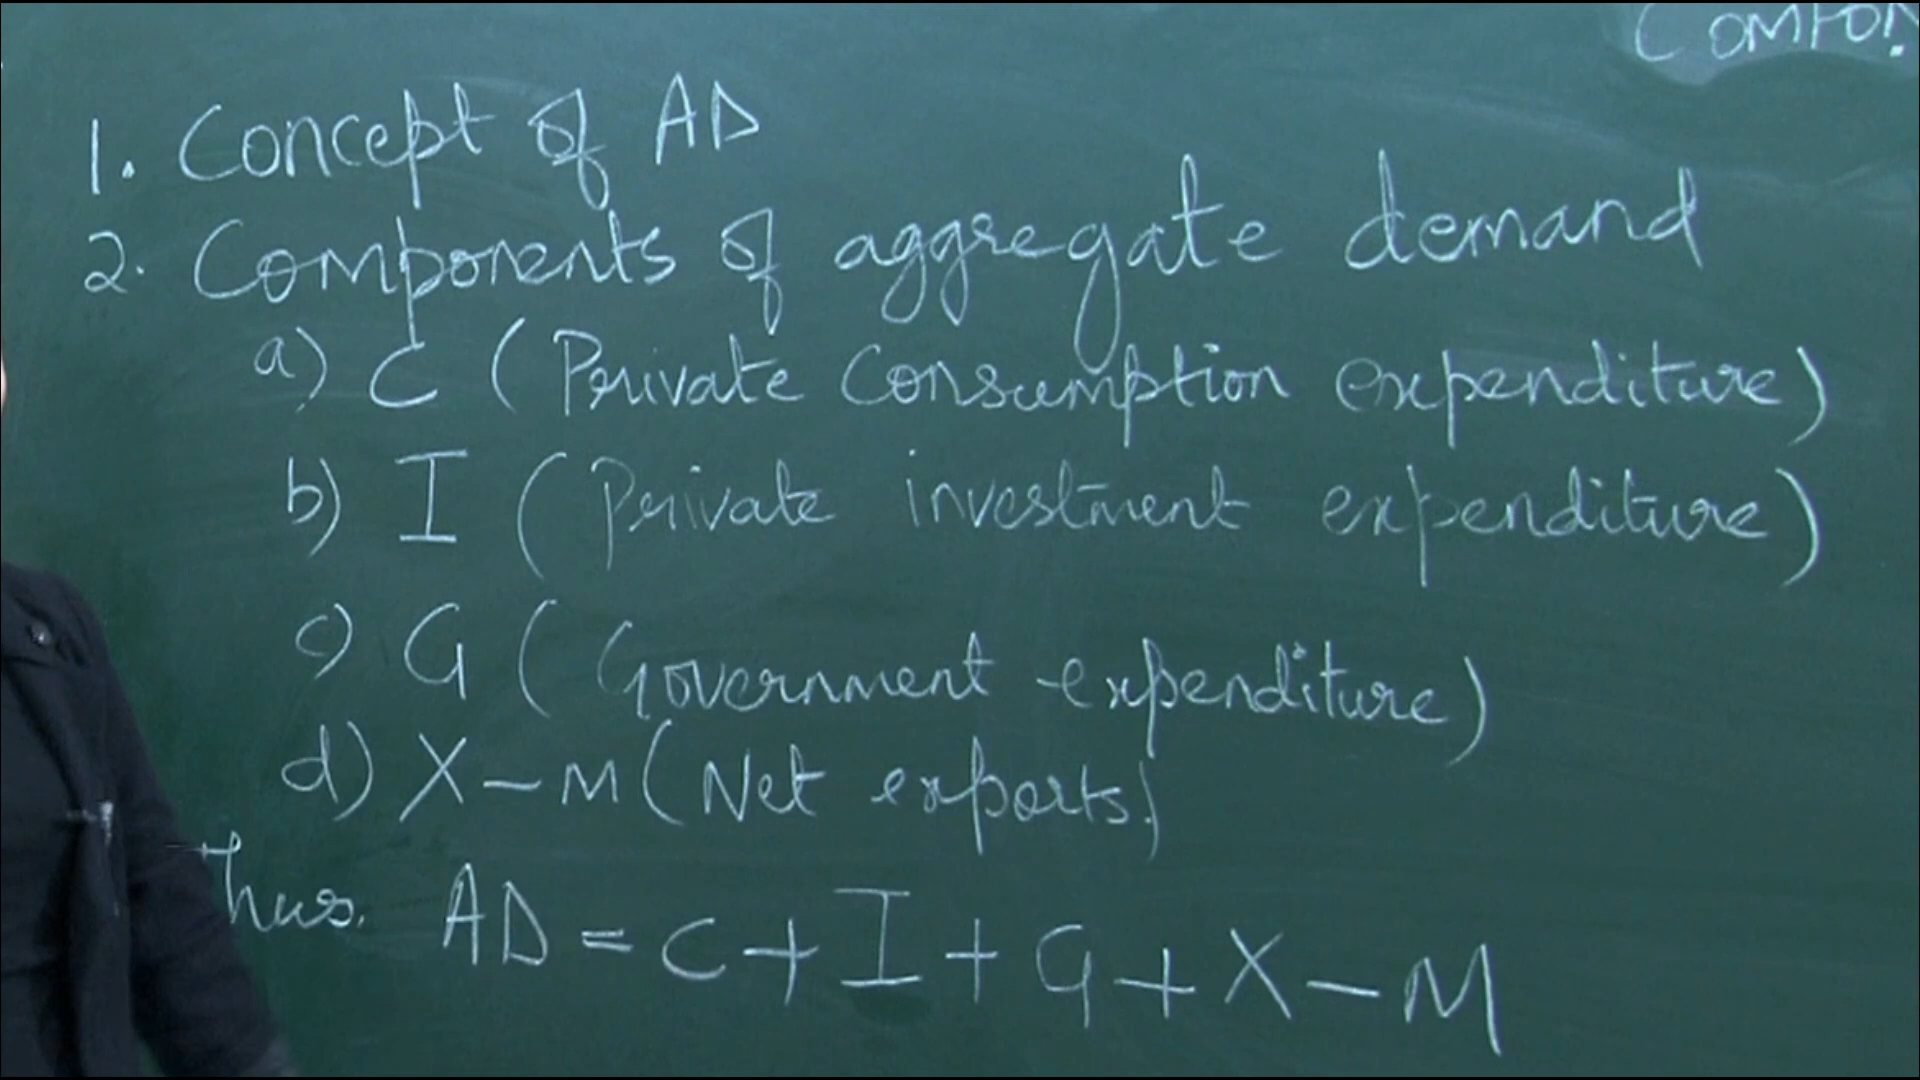 1. Concept of AD
2. Components of aggregate demand
a) C (Private Consumption expenditure)
b) I (Private investment expenditure)
c) G (Government expenditure)
d) X - M (Net exports)
Thus. AD = C + I + G + X - M